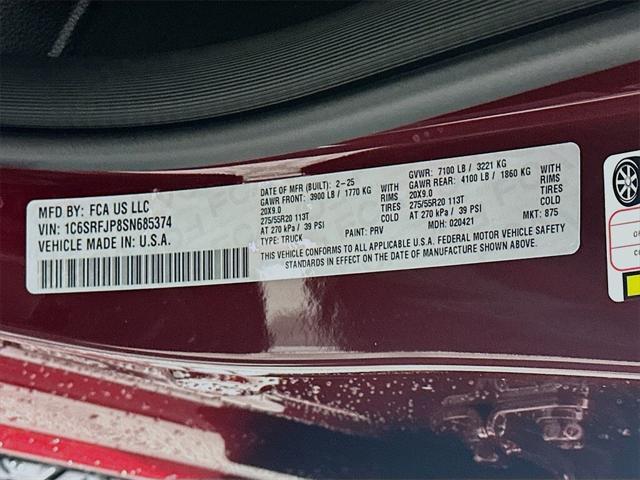 MFD BY: FCA US LLC
VIN: 1C6SRFJP8SN685374
VEHICLE MADE IN U.S.A.
DATE OF MFR (BUILT): 2-25
GAWR FRONT: 3900 LB / 1770 KG
20X9.0
275/55R20 113T
AT 270 kPa / 39 PSI
TYPE: TRUCK
PAINT: PRV
WITH
TIRES
RIMS
COLD
GVWR: 7100 LB / 3221 KG
GAWR REAR: 4100 LB / 1860 KG
20X9.0
275/55R20 113T
AT 270 kPa / 39 PSI
MDH: 020421
WITH
TIRES
RIMS
COLD
MKT: 875
THIS VEHICLE CONFORMS TO ALL APPLICABLE U.S.A. FEDERAL MOTOR VEHICLE SAFETY
STANDARDS IN EFFECT ON THE DATE OF MANUFACTURE SHOWN ABOVE.